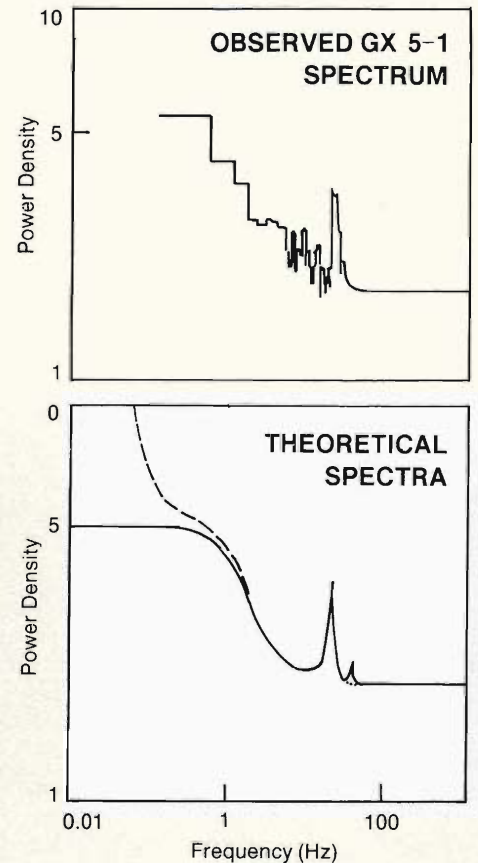 10
OBSERVED GX 5-1
SPECTRUM
5
Power Density
1
0
THEORETICAL
SPECTRA
5
Power Density
1
0.01
1
100
Frequency (Hz)